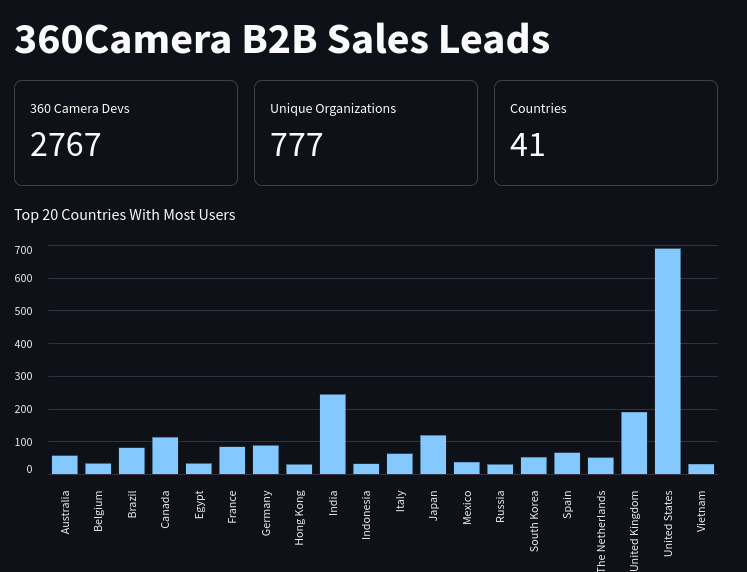 360Camera B2B Sales Leads
360 Camera Devs
2767
Unique Organizations
777
Countries
41
Top 20 Countries With Most Users
700
600
500
400
300
200
100
0
Australia
Belgium
Brazil
Canada
Egypt
France
Germany
Hong Kong
India
Indonesia
Italy
Japan
Mexico
Russia
South Korea
Spain
The Netherlands
United Kingdom
United States
Vietnam